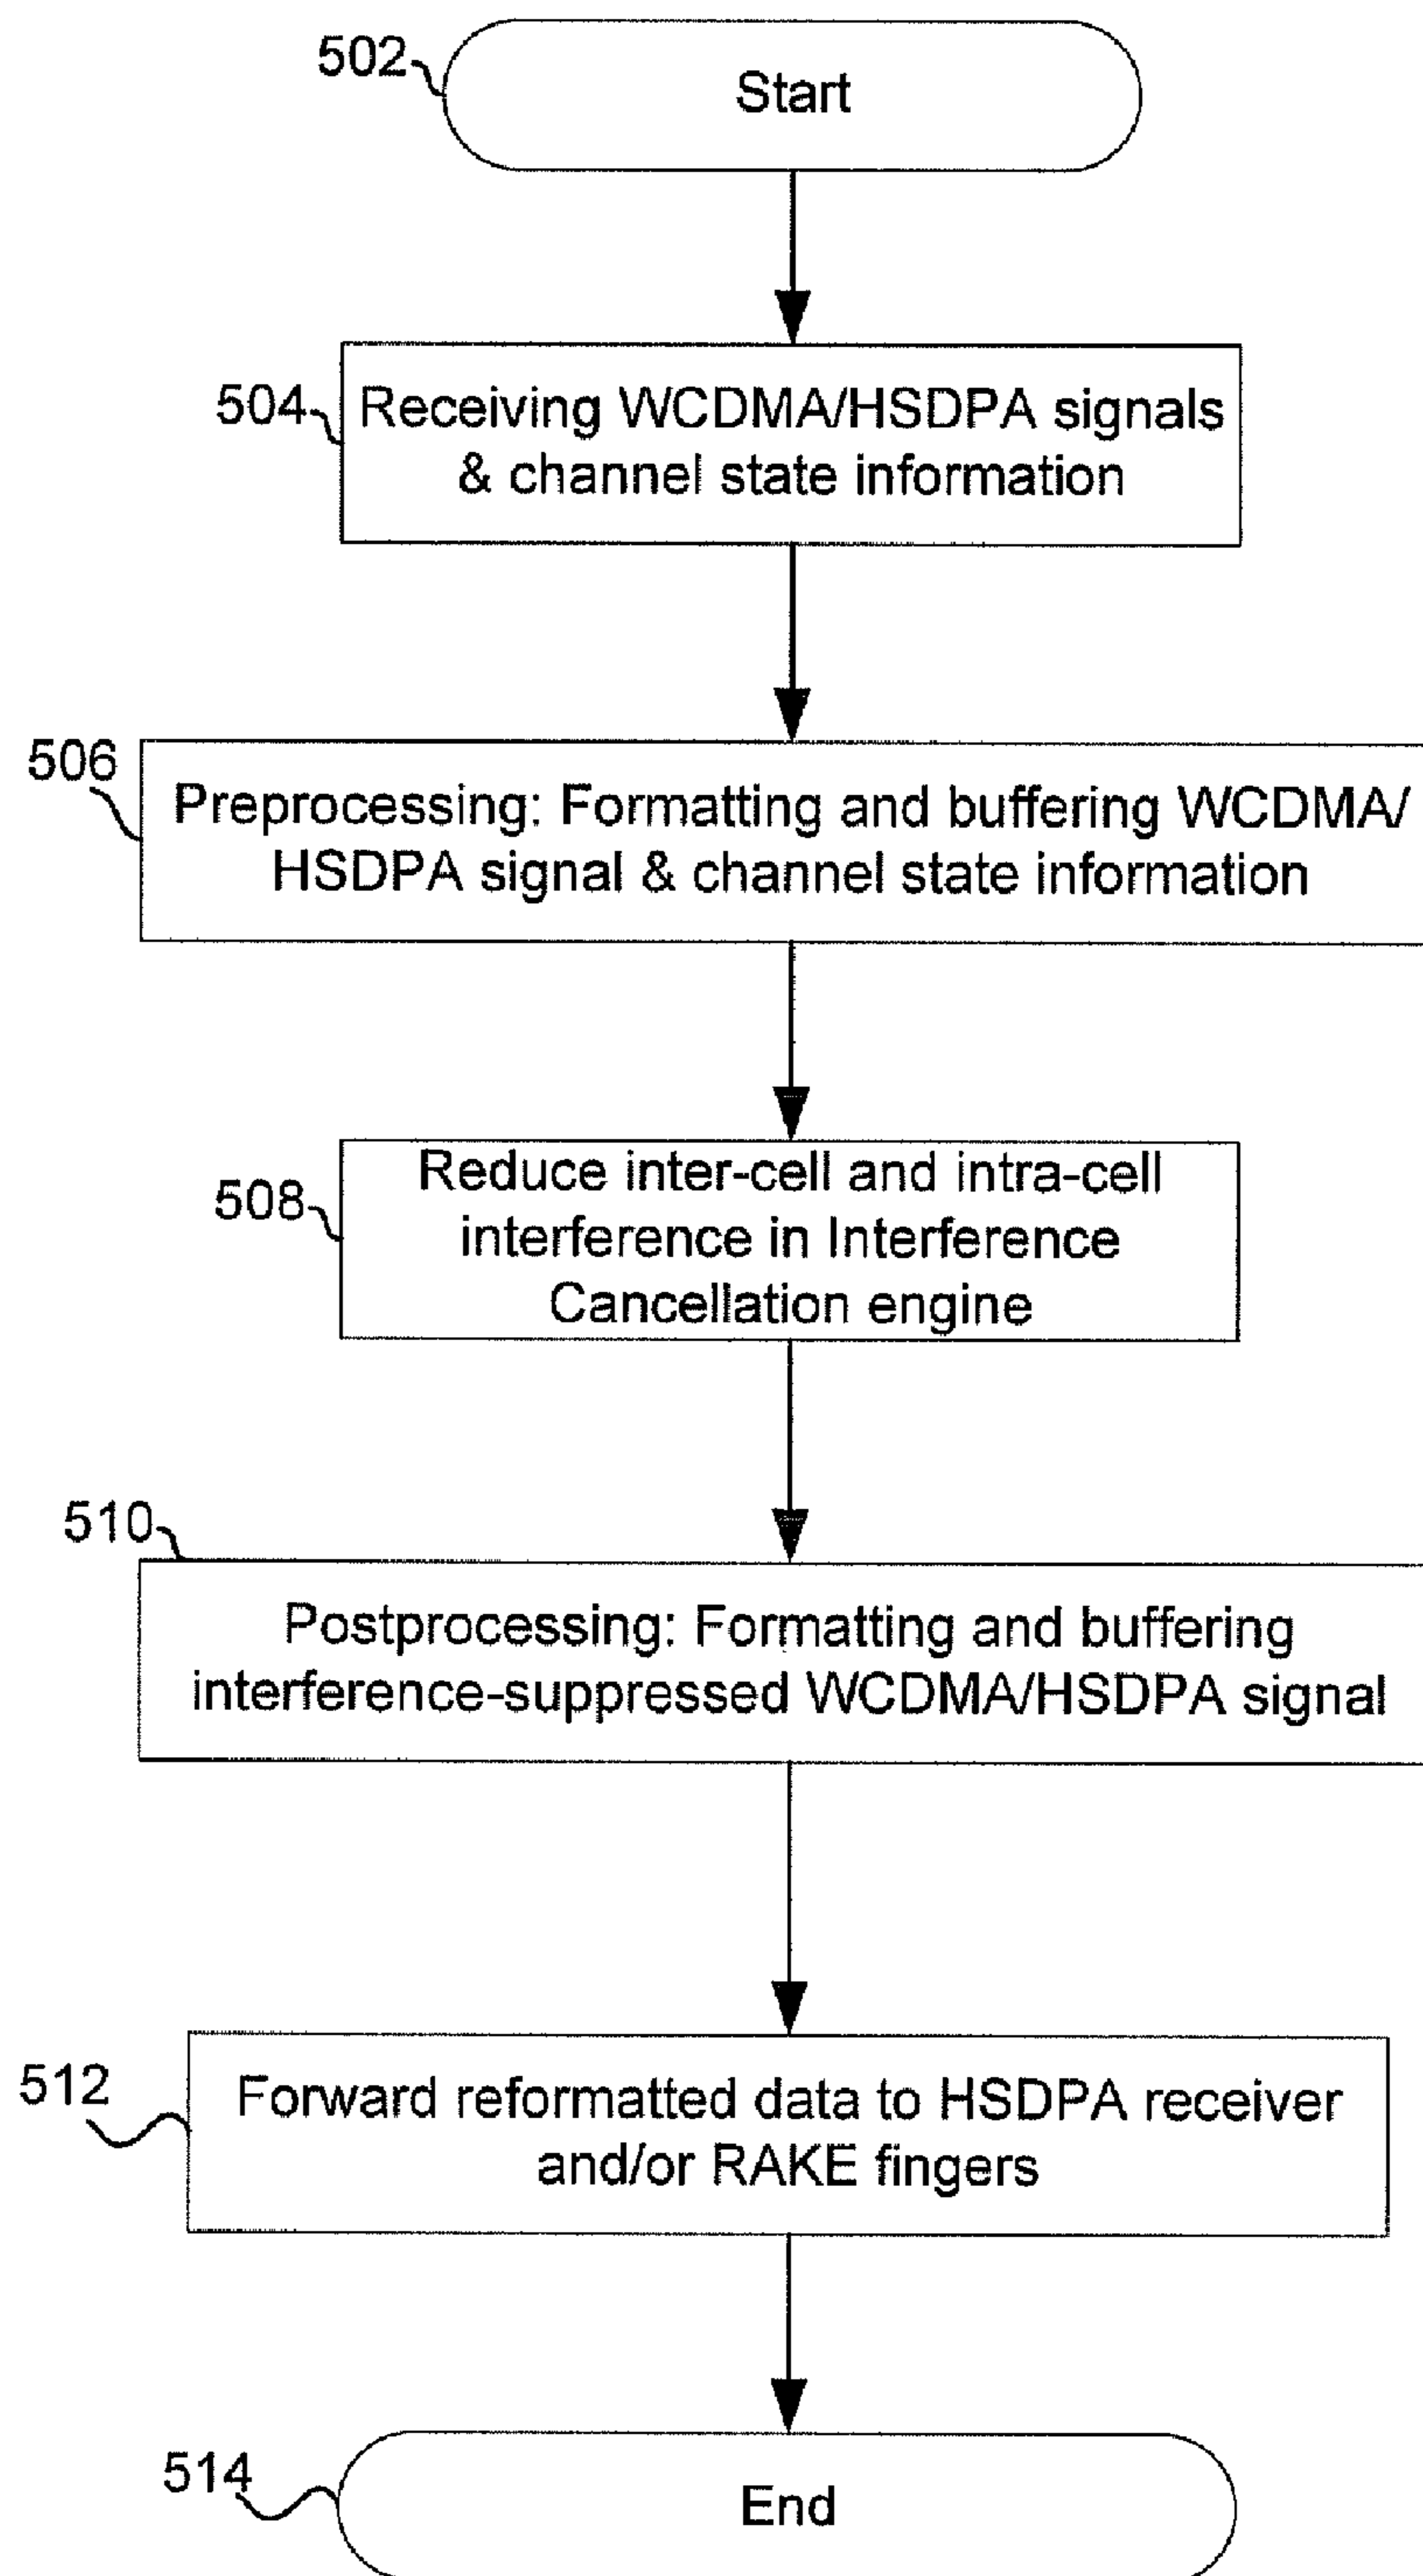 502
Start
504
Receiving WCDMA/HSDPA signals
& channel state information
506
Preprocessing: Formatting and buffering WCDMA/
HSDPA signal & channel state information
508
Reduce inter-cell and intra-cell
interference in Interference
Cancellation engine
510
Postprocessing: Formatting and buffering
interference-suppressed WCDMA/HSDPA signal
512
Forward reformatted data to HSDPA receiver
and/or RAKE fingers
514
End